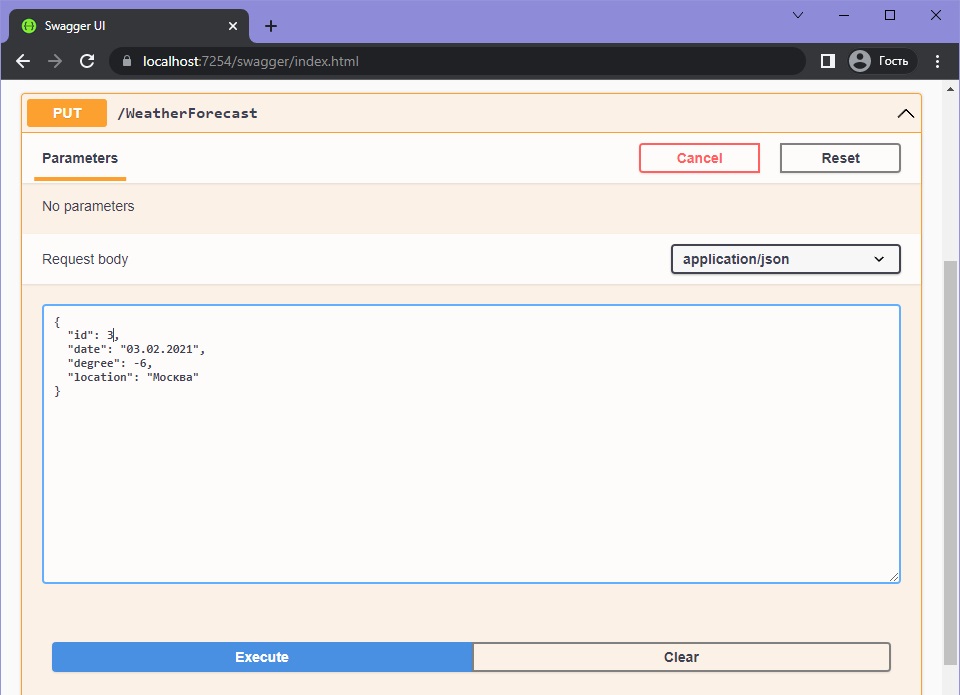 Swagger UI
localhost:7254/swagger/index.html
Гость
PUT /WeatherForecast
Parameters
Cancel
Reset
No parameters
Request body
application/json
{
"id": 3,
"date": "03.02.2021",
"degree": -6,
"location": "Москва"
}
Execute
Clear